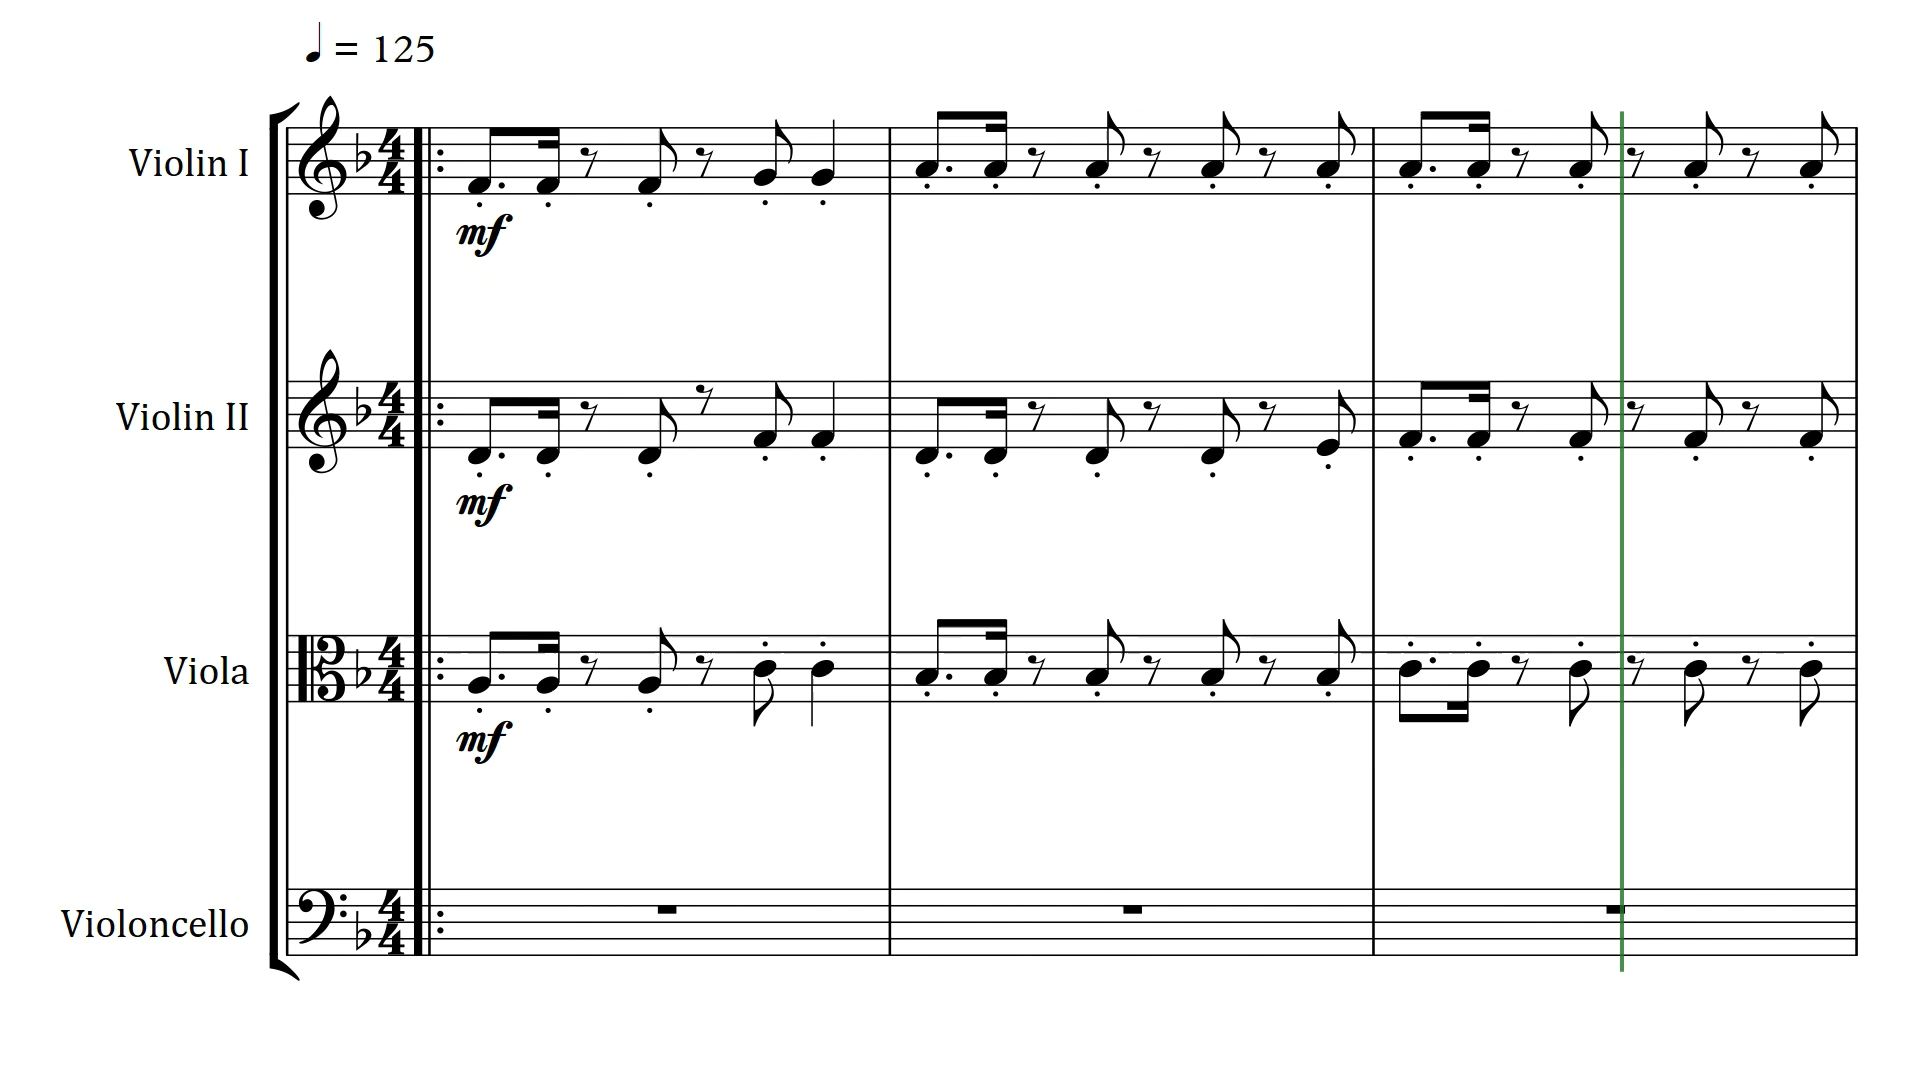 ♩ = 125
Violin I
mf
Violin II
mf
Viola
mf
Violoncello